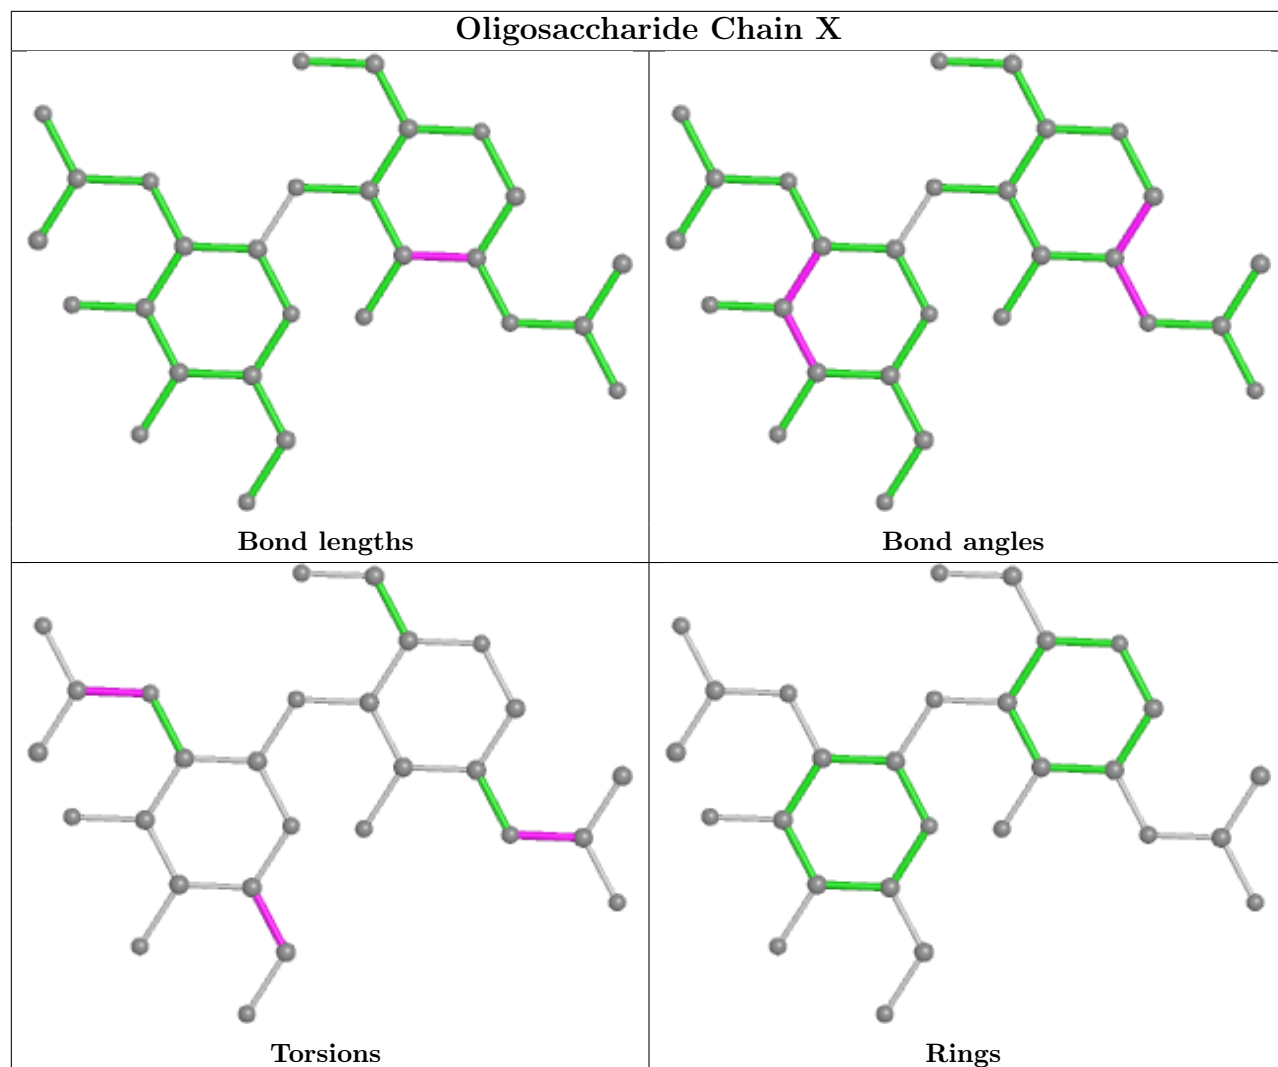 Oligosaccharide Chain X
Bond lengths
Bond angles
Torsions
Rings